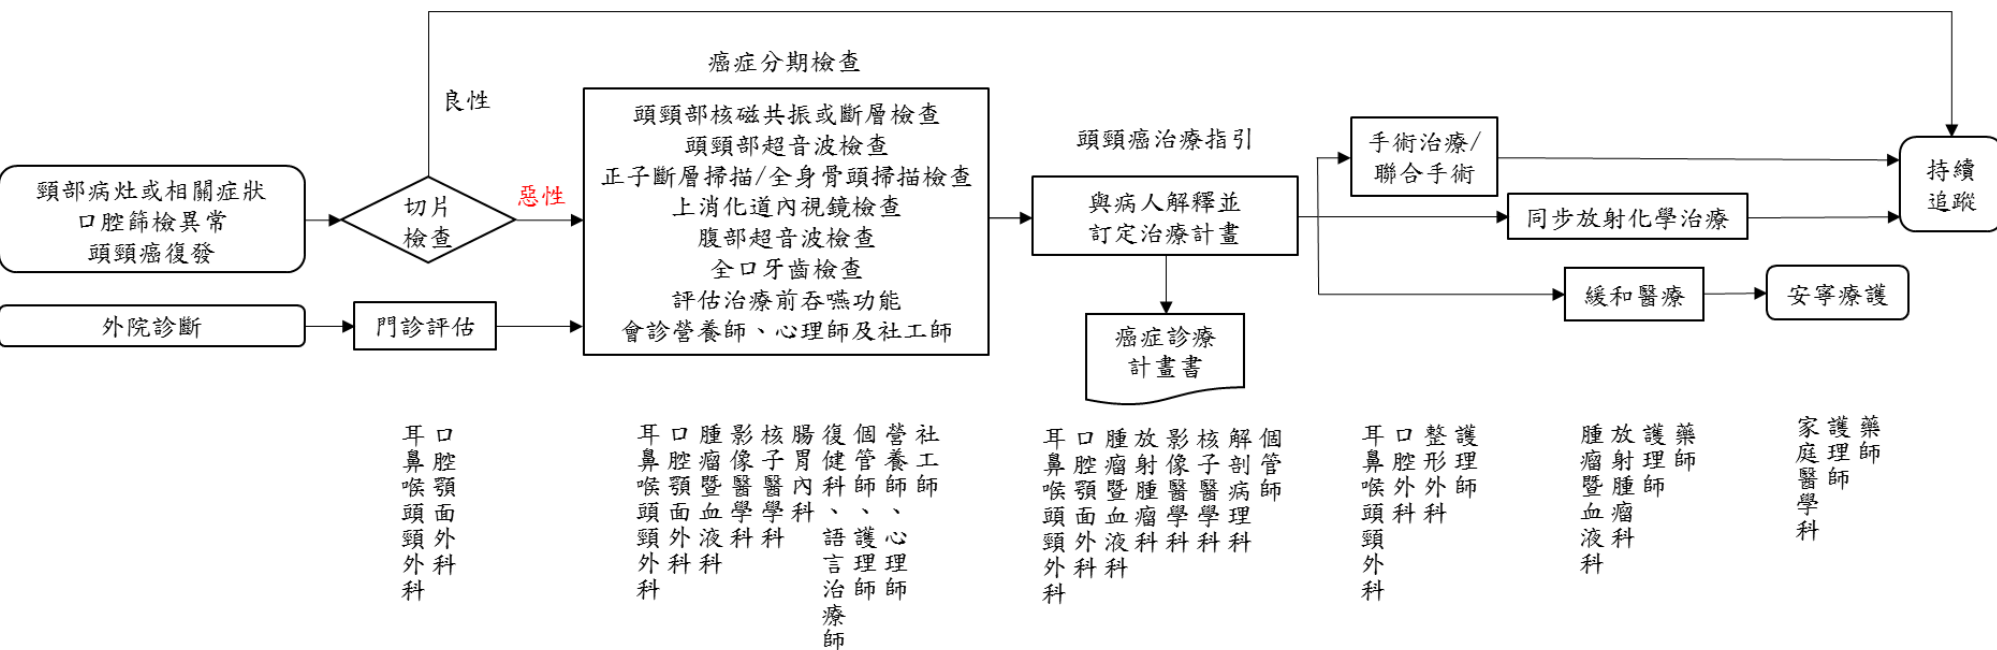 癌症分期檢查
良性
頸部病灶或相關症狀
口腔篩檢異常
頭頸癌復發
切片
檢查
惡性
外院診斷
門診評估
頭頸部核磁共振或斷層檢查
頭頸部超音波檢查
正子斷層掃描/全身骨頭掃描檢查
上消化道內視鏡檢查
腹部超音波檢查
全口牙齒檢查
評估治療前吞嚥功能
會診營養師、心理師及社工師
頭頸癌治療指引
與病人解釋並
訂定治療計畫
癌症診療
計畫書
手術治療/
聯合手術
同步放射化學治療
持續
追蹤
緩和醫療
安寧療護
耳鼻喉頭頸外科
口腔顎面外科
耳鼻喉頭頸外科
口腔顎面外科
腫瘤暨血液科
影像醫學科
核子醫學科
腸胃內科
復健科、語言治療師
個管師、護理師
營養師、心理師
社工師
耳鼻喉頭頸外科
口腔顎面外科
腫瘤暨血液科
放射腫瘤科
影像醫學科
核子醫學科
解剖病理科
個管師
耳鼻喉頭頸外科
口腔外科
整形外科
護理師
腫瘤暨血液科
放射腫瘤科
護理師
藥師
家庭醫學科
護理師
藥師